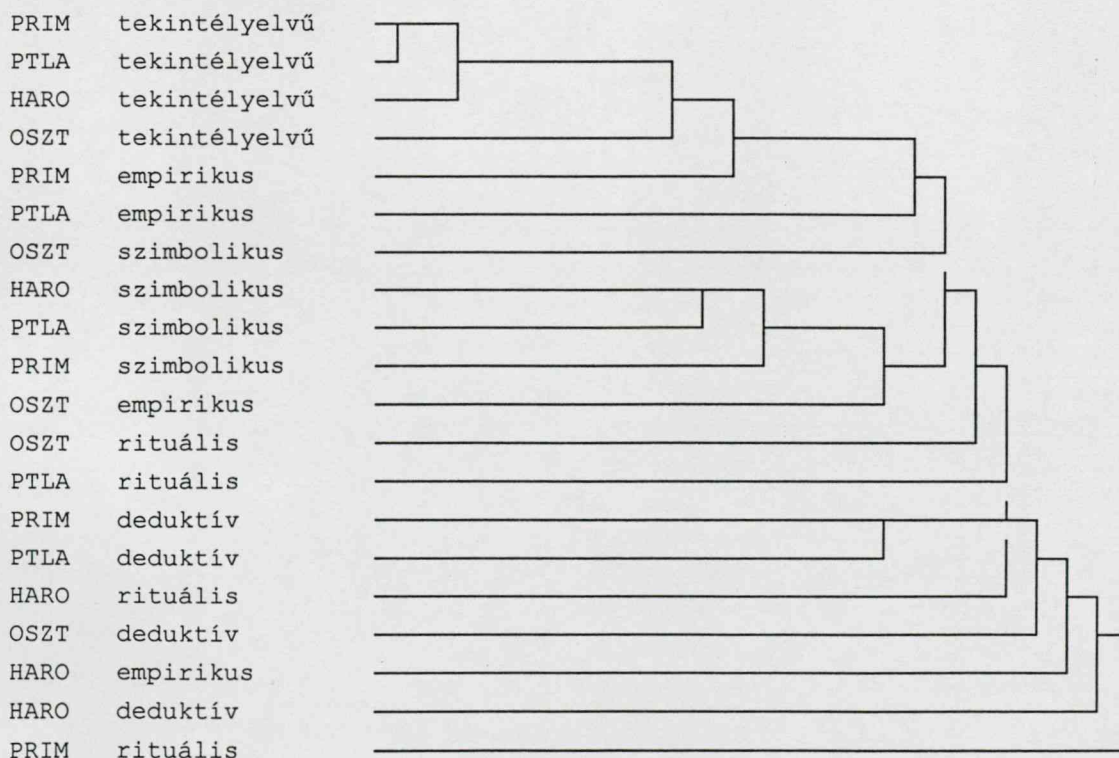 PRIM tekintélyelvű
PTLA tekintélyelvű
HARO tekintélyelvű
OSZT tekintélyelvű
PRIM empirikus
PTLA empirikus
OSZT szimbolikus
HARO szimbolikus
PTLA szimbolikus
PRIM szimbolikus
OSZT empirikus
OSZT rituális
PTLA rituális
PRIM deduktív
PTLA deduktív
HARO rituális
OSZT deduktív
HARO empirikus
HARO deduktív
PRIM rituális